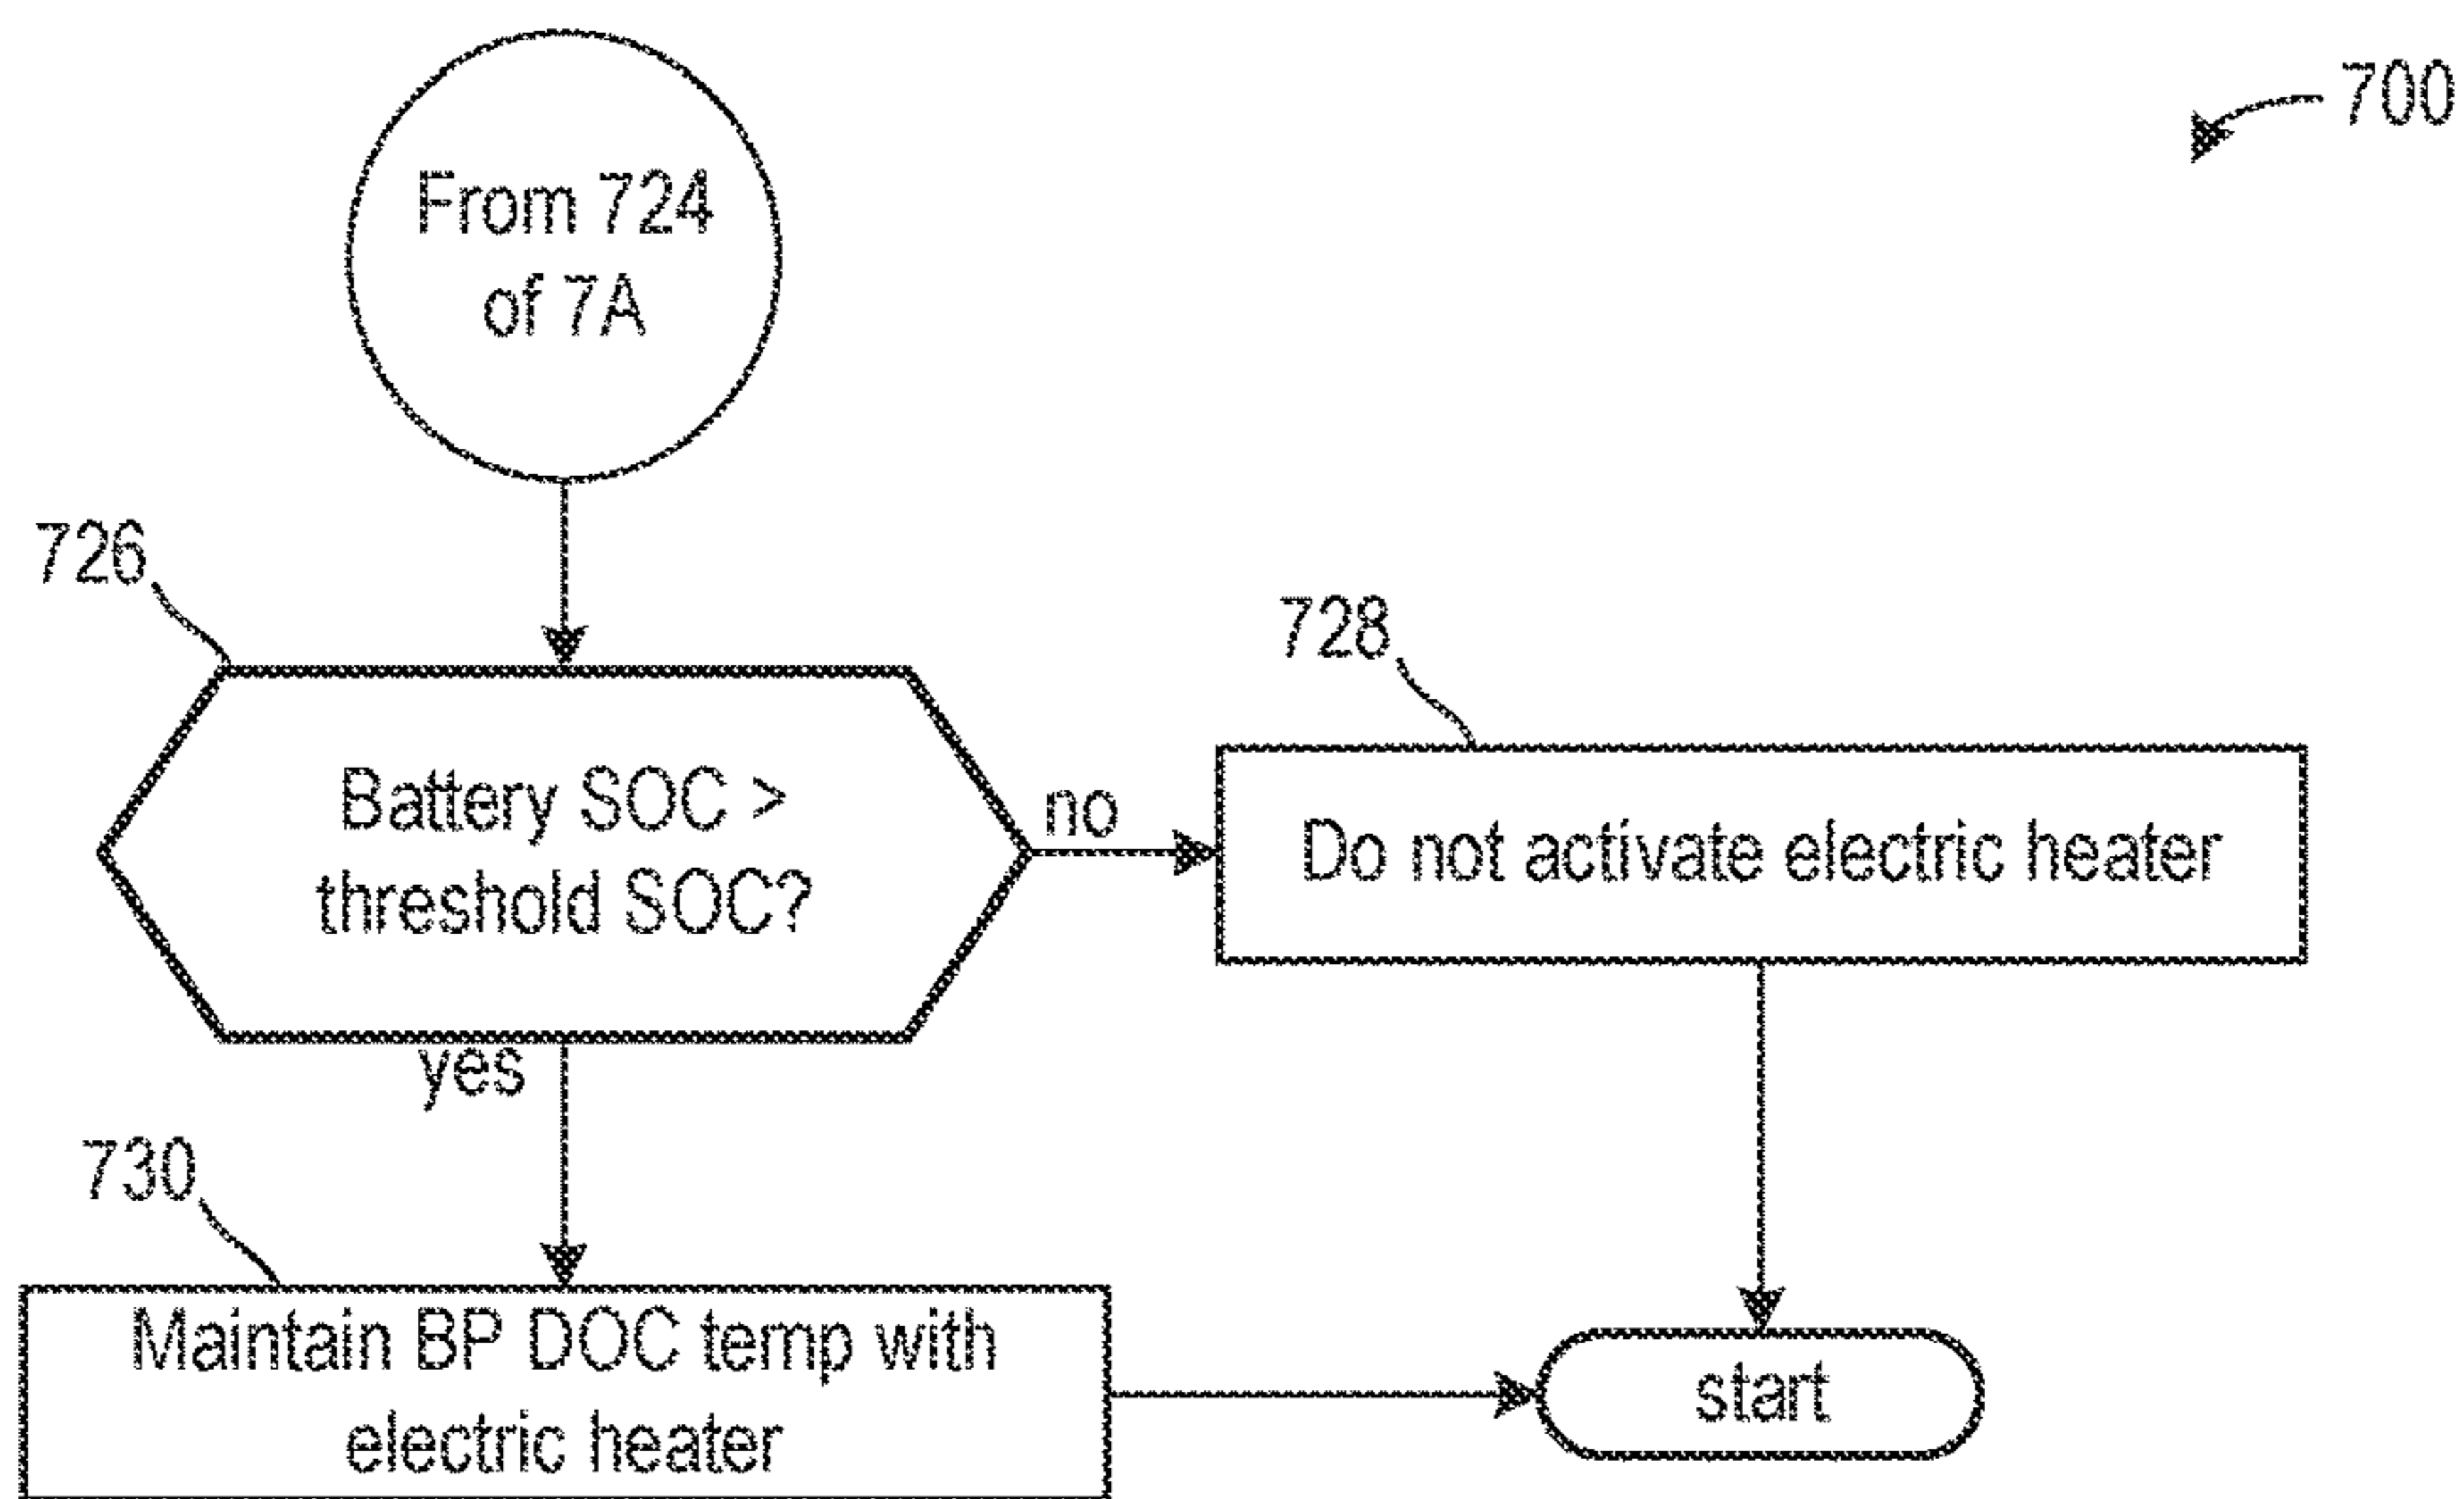 700
From 724
of 7A
726
Battery SOC >
threshold SOC?
no
728
Do not activate electric heater
yes
730
Maintain BP DOC temp with
electric heater
start